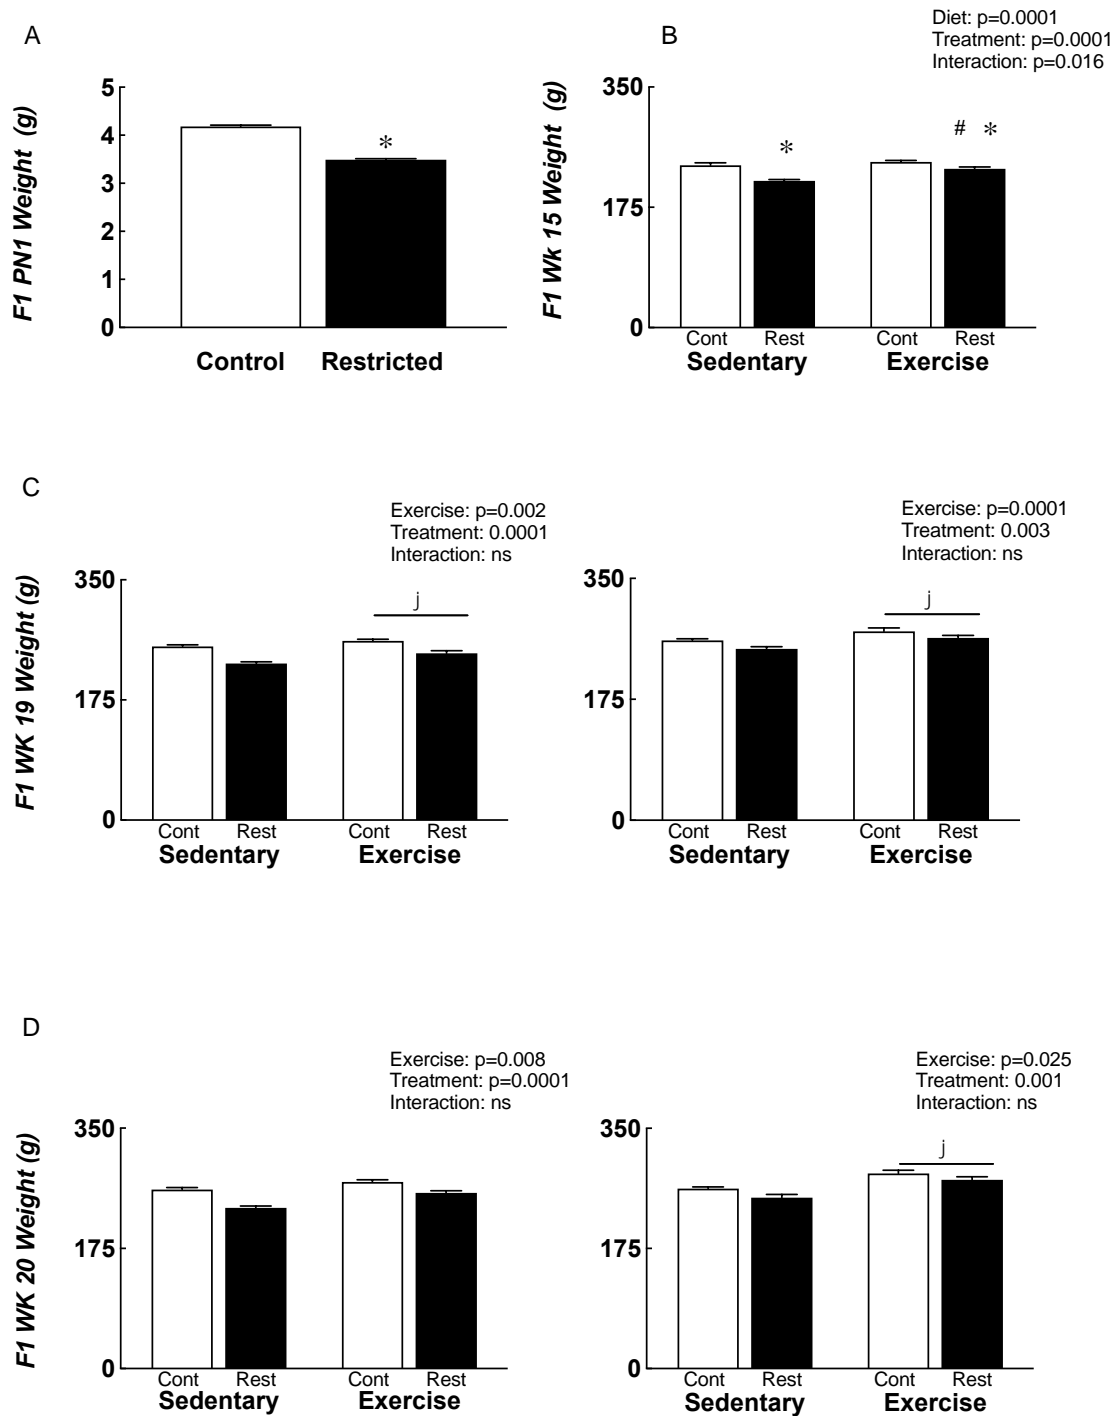 A
F1 PN1 Weight (g)
5
4
3
2
1
0
*
Control Restricted
B
Diet: p=0.0001
Treatment: p=0.0001
Interaction: p=0.016
F1 Wk 15 Weight (g)
350
175
0
*
# *
Cont Rest Cont Rest
Sedentary Exercise
C
Exercise: p=0.002
Treatment: 0.0001
Interaction: ns
F1 WK 19 Weight (g)
350
175
0
j
Cont Rest Cont Rest
Sedentary Exercise
Exercise: p=0.0001
Treatment: 0.003
Interaction: ns
350
175
0
j
Cont Rest Cont Rest
Sedentary Exercise
D
Exercise: p=0.008
Treatment: p=0.0001
Interaction: ns
F1 WK 20 Weight (g)
350
175
0
Cont Rest Cont Rest
Sedentary Exercise
Exercise: p=0.025
Treatment: 0.001
Interaction: ns
350
175
0
j
Cont Rest Cont Rest
Sedentary Exercise